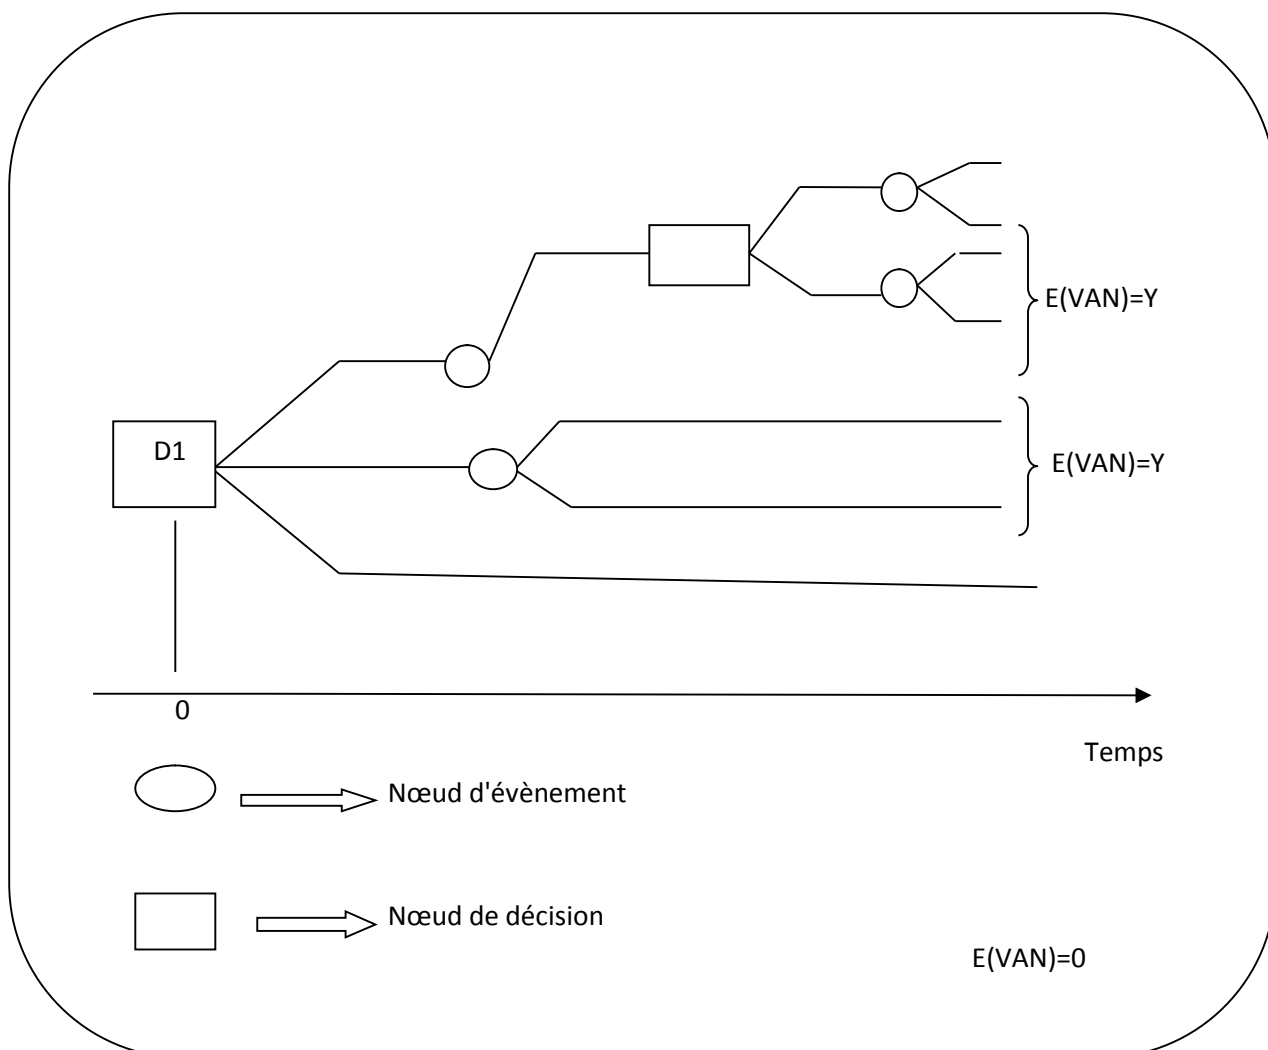 E(VAN)=Y
D1
E(VAN)=Y
0
Temps
Nœud d'évènement
Nœud de décision
E(VAN)=0